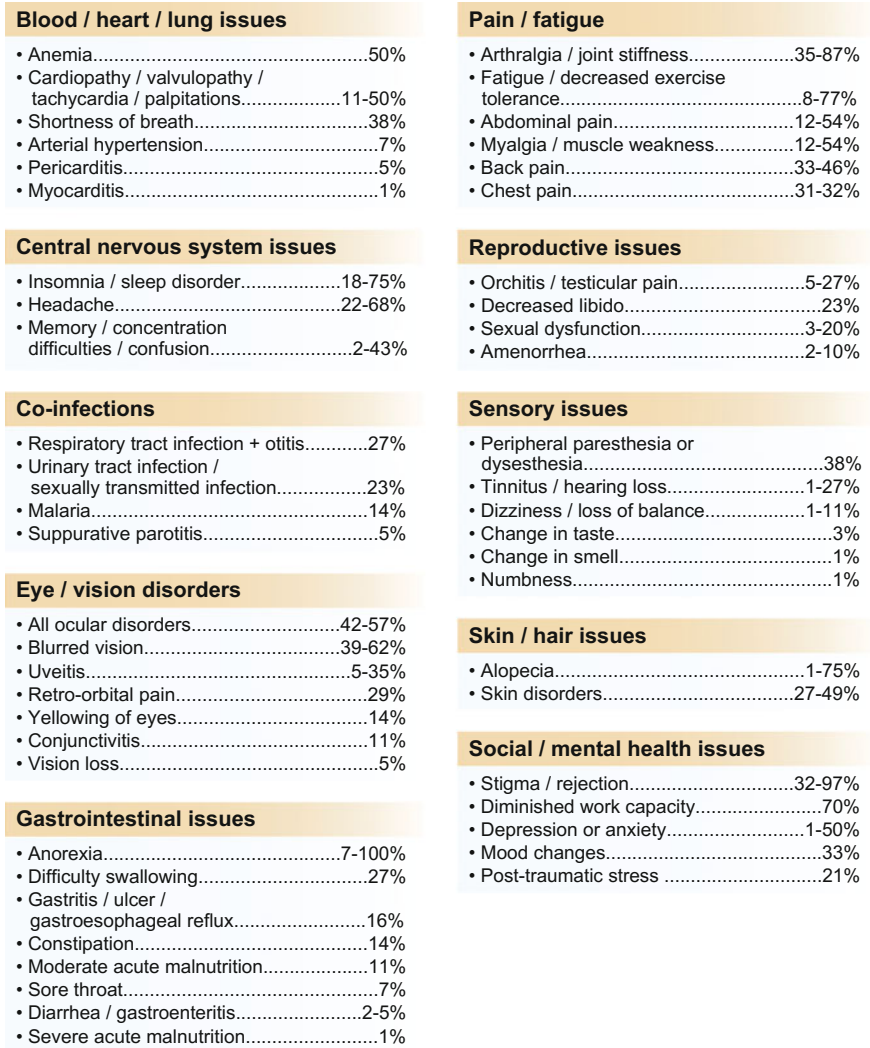 Blood / heart / lung issues
• Anemia...............................................50%
• Cardiopathy / valvulopathy /
tachycardia / palpitations......................11-50%
• Shortness of breath..............................38%
• Arterial hypertension..............................7%
• Pericarditis............................................5%
• Myocarditis............................................1%
Central nervous system issues
• Insomnia / sleep disorder.................18-75%
• Headache.......................................22-68%
• Memory / concentration
difficulties / confusion........................2-43%
Co-infections
• Respiratory tract infection + otitis...........27%
• Urinary tract infection /
sexually transmitted infection................23%
• Malaria...............................................14%
• Suppurative parotitis..............................5%
Eye / vision disorders
• All ocular disorders..........................42-57%
• Blurred vision..................................39-62%
• Uveitis..............................................5-35%
• Retro-orbital pain.................................29%
• Yellowing of eyes.................................14%
• Conjunctivitis.......................................11%
• Vision loss............................................5%
Gastrointestinal issues
• Anorexia.........................................7-100%
• Difficulty swallowing.............................27%
• Gastritis / ulcer /
gastroesophageal reflux.......................16%
• Constipation........................................14%
• Moderate acute malnutrition..................11%
• Sore throat............................................7%
• Diarrhea / gastroenteritis......................2-5%
• Severe acute malnutrition.......................1%
Pain / fatigue
• Arthralgia / joint stiffness..................35-87%
• Fatigue / decreased exercise
tolerance.........................................8-77%
• Abdominal pain...............................12-54%
• Myalgia / muscle weakness..............12-54%
• Back pain.......................................33-46%
• Chest pain......................................31-32%
Reproductive issues
• Orchitis / testicular pain......................5-27%
• Decreased libido..................................23%
• Sexual dysfunction............................3-20%
• Amenorrhea.....................................2-10%
Sensory issues
• Peripheral paresthesia or
dysesthesia.........................................38%
• Tinnitus / hearing loss........................1-27%
• Dizziness / loss of balance.................1-11%
• Change in taste.....................................3%
• Change in smell....................................1%
• Numbness............................................1%
Skin / hair issues
• Alopecia...........................................1-75%
• Skin disorders.................................27-49%
Social / mental health issues
• Stigma / rejection............................32-97%
• Diminished work capacity......................70%
• Depression or anxiety........................1-50%
• Mood changes.....................................33%
• Post-traumatic stress ...........................21%